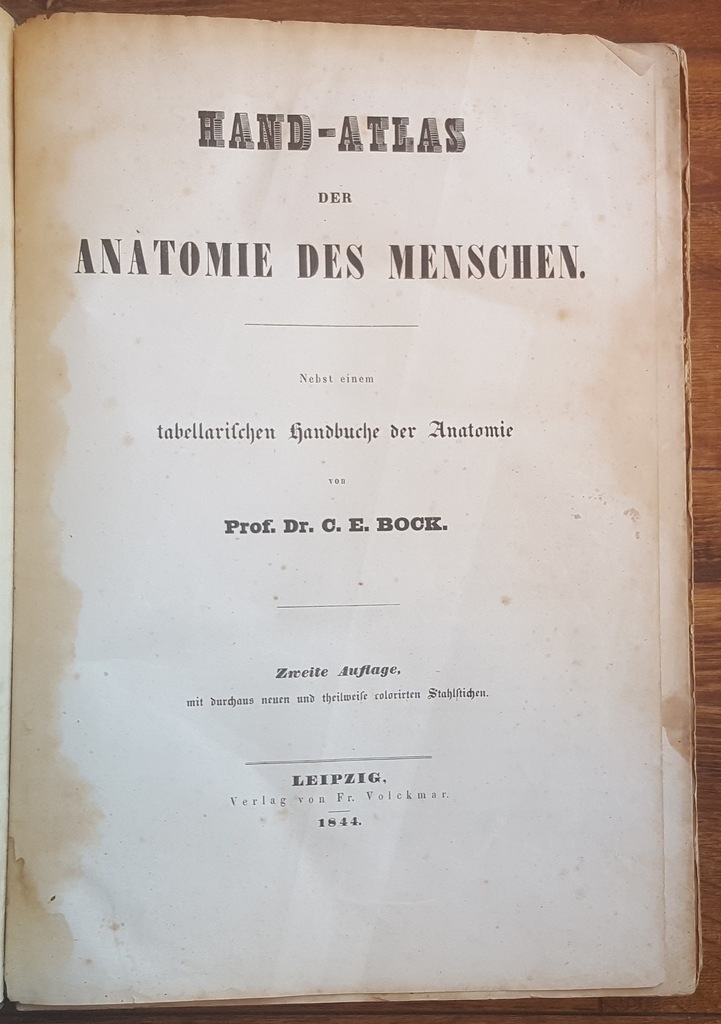 HAND-ATLAS
DER
ANATOMIE DES MENSCHEN.
Nebst einem
tabellariſchen Handbuche der Anatomie
von
Prof. Dr. C. E. BOCK.
Zweite Auflage,
mit durchaus neuen und theilweiſe colorirten Stahlſtichen.
LEIPZIG,
Verlag von Fr. Volckmar.
1844.